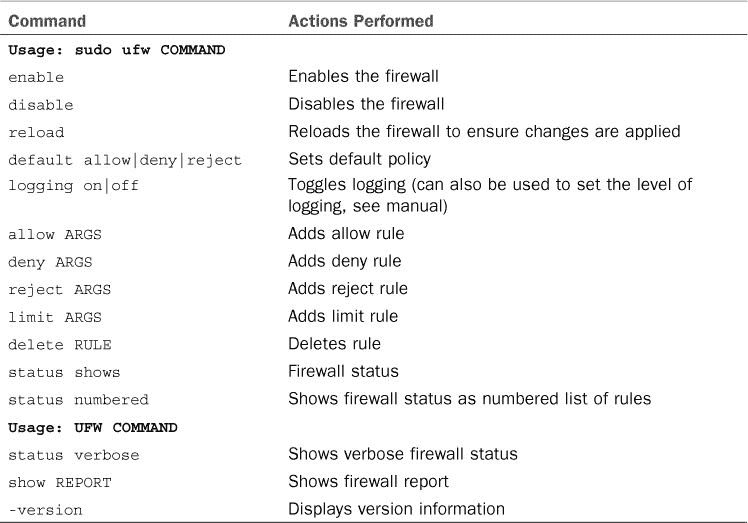 Command Actions Performed
Usage: sudo ufw COMMAND
enable Enables the firewall
disable Disables the firewall
reload Reloads the firewall to ensure changes are applied
default allow|deny|reject Sets default policy
logging on|off Toggles logging (can also be used to set the level of
logging, see manual)
allow ARGS Adds allow rule
deny ARGS Adds deny rule
reject ARGS Adds reject rule
limit ARGS Adds limit rule
delete RULE Deletes rule
status shows Firewall status
status numbered Shows firewall status as numbered list of rules
Usage: UFW COMMAND
status verbose Shows verbose firewall status
show REPORT Shows firewall report
-version Displays version information